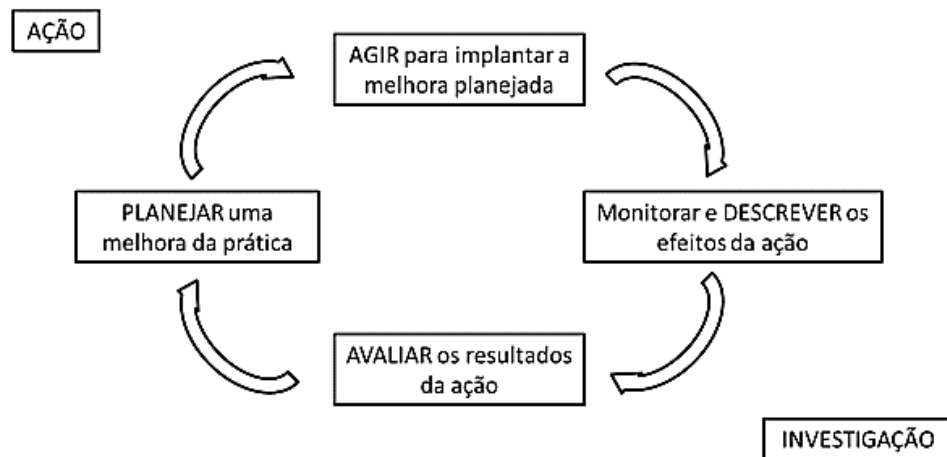 AÇÃO
AGIR para implantar a
melhora planejada
PLANEJAR uma
melhora da prática
Monitorar e DESCREVER os
efeitos da ação
AVALIAR os resultados
da ação
INVESTIGAÇÃO